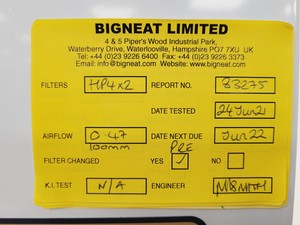 BIGNEAT LIMITED
4 & 5 Piper's Wood Industrial Park,
Waterberry Drive, Waterlooville, Hampshire PO7 7XU UK
Tel: +44 (0)23 9226 6400 Fax: +44 (0)23 9226 3373
Email: info@bigneat.com Website: www.bigneat.com
FILTERS HP4x2 REPORT NO. 83275
DATE TESTED 24Jun21
AIRFLOW 0.47 DATE NEXT DUE Jun22
100mm PRE
FILTER CHANGED YES ✓ NO
K.I. TEST N/A ENGINEER